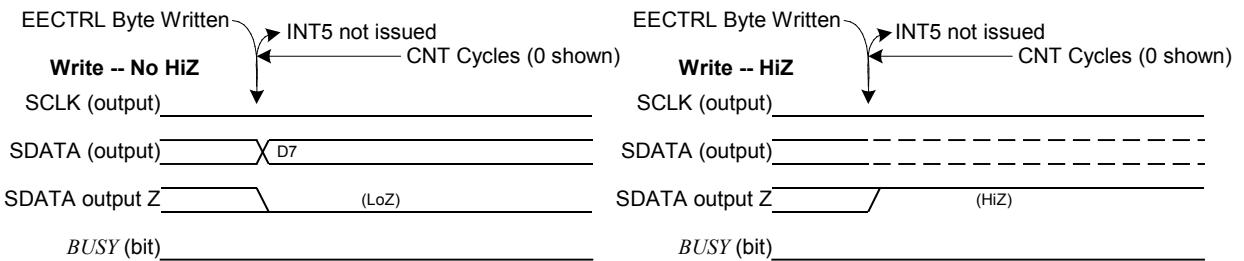 EECTRL Byte Written
INT5 not issued
CNT Cycles (0 shown)
Write -- No HiZ
SCLK (output)
SDATA (output)
D7
SDATA output Z
(LoZ)
BUSY (bit)
EECTRL Byte Written
INT5 not issued
CNT Cycles (0 shown)
Write -- HiZ
SCLK (output)
SDATA (output)
SDATA output Z
(HiZ)
BUSY (bit)